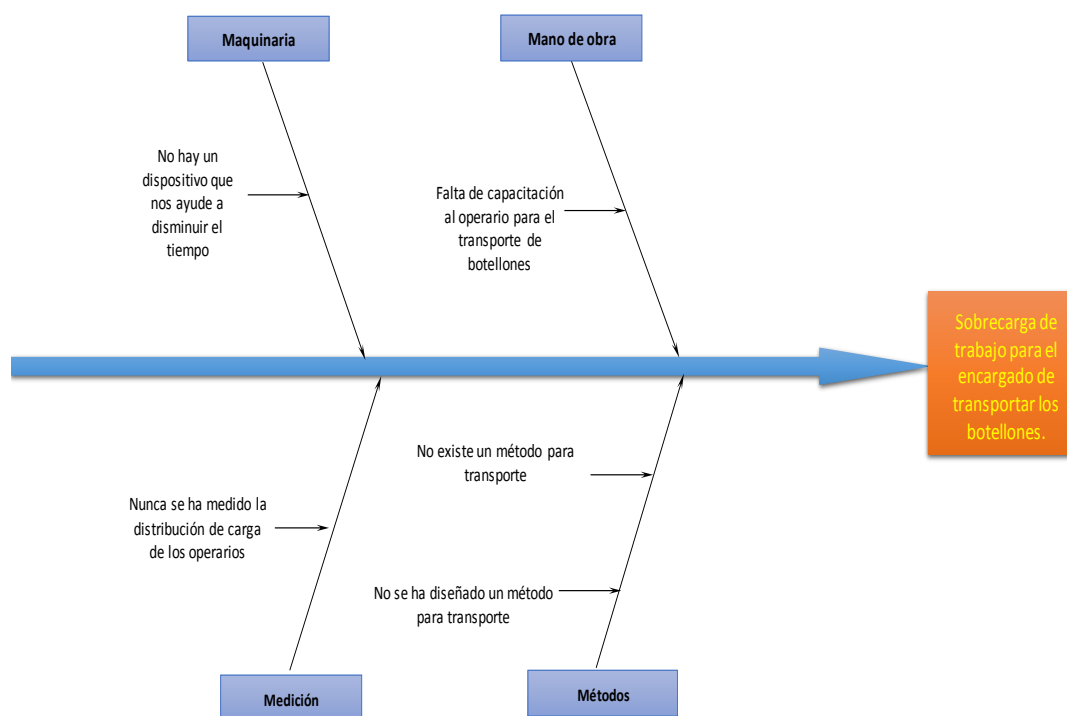 Maquinaria
Mano de obra
No hay un
dispositivo que
nos ayude a
disminuir el
tiempo
Falta de capacitación
al operario para el
transporte de
botellones
Sobrecarga de
trabajo para el
encargado de
transportar los
botellones.
No existe un método para
transporte
Nunca se ha medido la
distribución de carga
de los operarios
No se ha diseñado un método
para transporte
Medición
Métodos